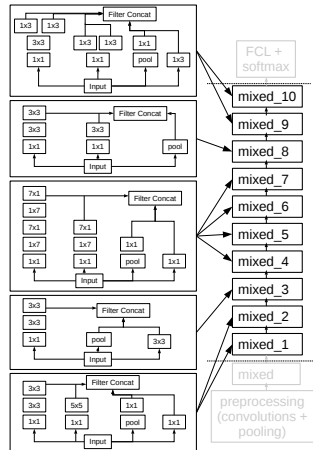 Filter Concat
1x3 1x3
1x3 1x3
3x3 1x1
1x1 1x1 pool 1x3
Input
3x3 Filter Concat
3x3 3x3
1x1 1x1 pool
Input
7x1 Filter Concat
1x7
7x1 7x1
1x7 1x7 1x1
1x1 1x1 pool 1x1
Input
3x3 Filter Concat
3x3 pool 3x3
1x1
Input
3x3 Filter Concat
3x3 5x5 1x1
1x1 1x1 pool 1x1
Input
FCL +
softmax
mixed_10
mixed_9
mixed_8
mixed_7
mixed_6
mixed_5
mixed_4
mixed_3
mixed_2
mixed_1
mixed
preprocessing
(convolutions +
pooling)